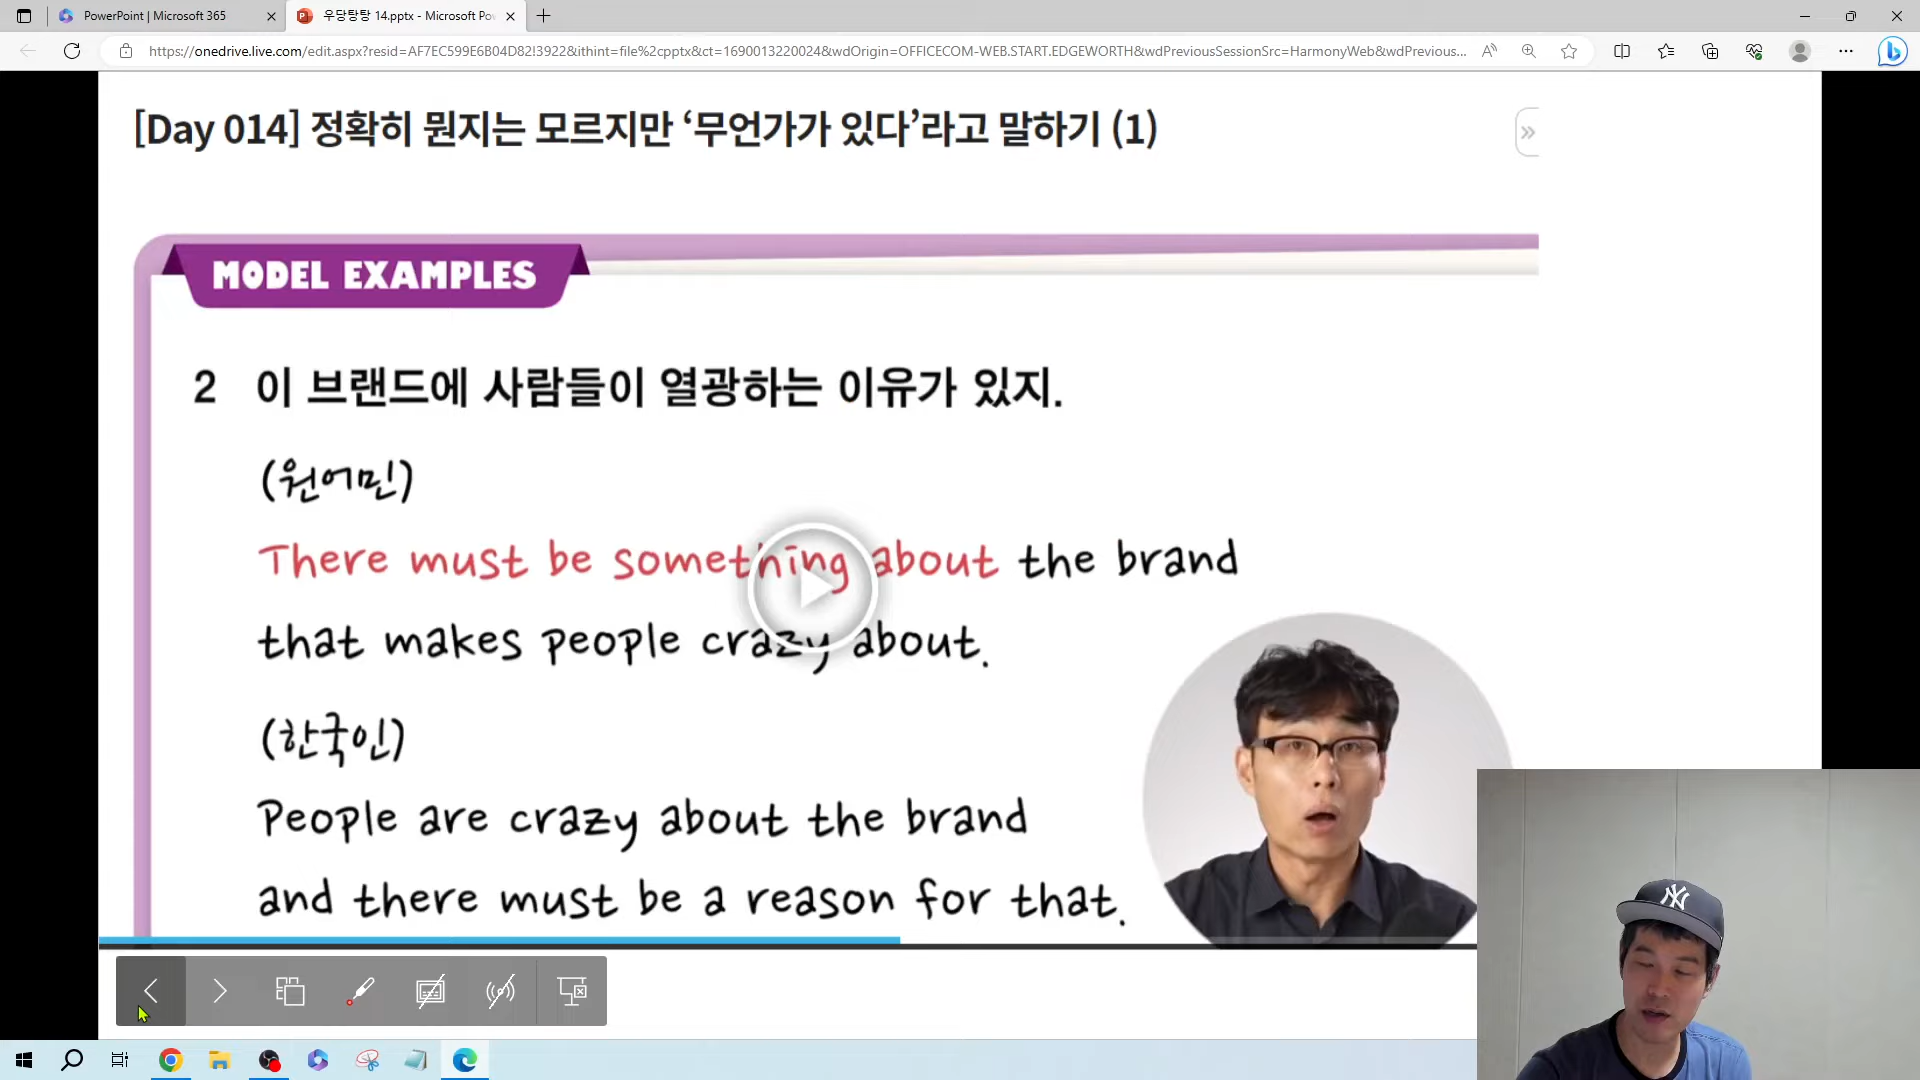 PowerPoint | Microsoft 365
우당탕탕 14.pptx - Microsoft Po
https://onedrive.live.com/edit.aspx?resid=AF7EC599E6B04D82!3922&ithint=file%2cpptx&ct=1690013220024&wdOrigin=OFFICECOM-WEB.START.EDGEWORTH&wdPreviousSessionSrc=HarmonyWeb&wdPrevious...
[Day 014] 정확히 뭔지는 모르지만 ‘무언가가 있다’라고 말하기 (1)
MODEL EXAMPLES
2 이 브랜드에 사람들이 열광하는 이유가 있지.
(원어민)
There must be something about the brand
that makes people crazy about.
(한국인)
People are crazy about the brand
and there must be a reason for that.
NY